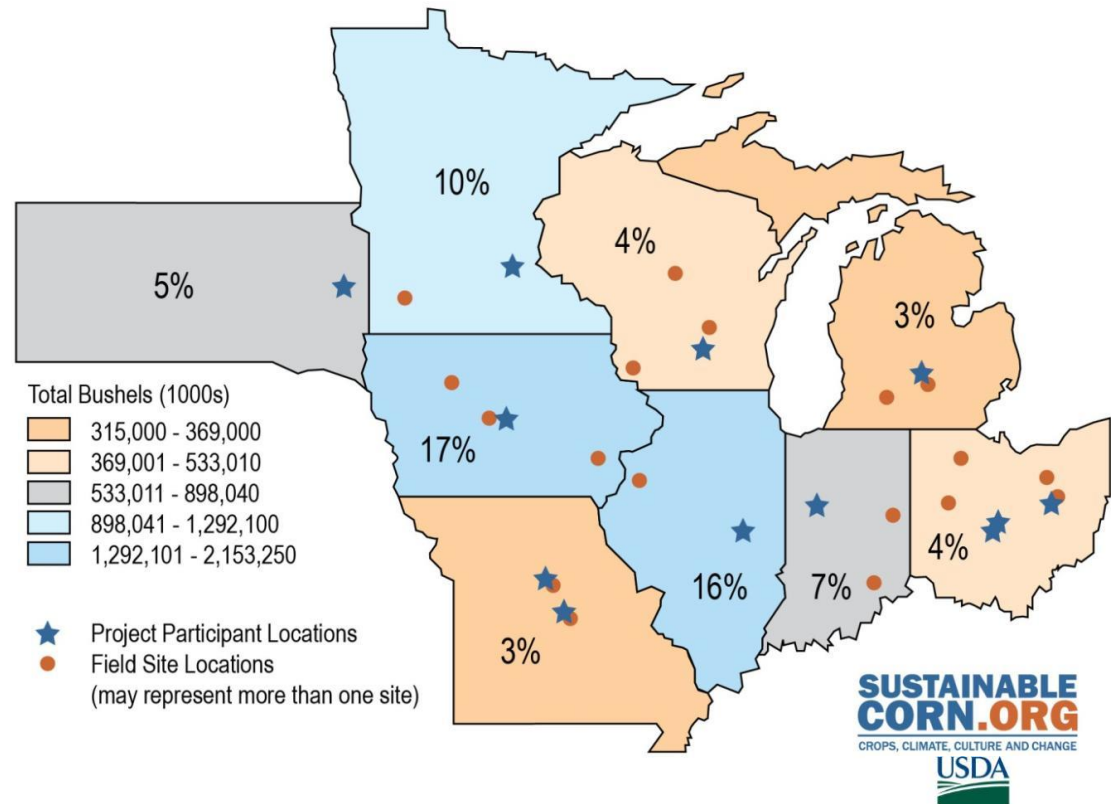 10%
4%
5%
3%
Total Bushels (1000s)
315,000 - 369,000
369,001 - 533,010
533,011 - 898,040
898,041 - 1,292,100
1,292,101 - 2,153,250
17%
16%
7%
4%
3%
Project Participant Locations
Field Site Locations
(may represent more than one site)
SUSTAINABLE
CORN.ORG
CROPS, CLIMATE, CULTURE AND CHANGE
USDA